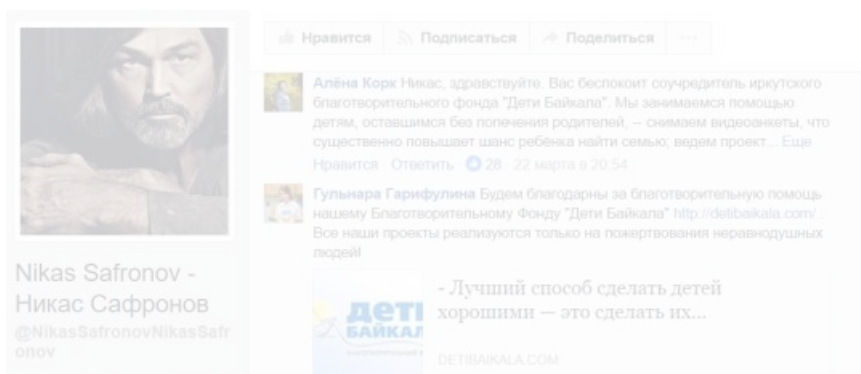 Nikas Safronov -
Никас Сафронов
@NikasSafronovNikasSafr
onov
Нравится Подписаться Поделиться ...
Алёна Корк Никас, здравствуйте. Вас беспокоит соучредитель иркутского
благотворительного фонда "Дети Байкала". Мы занимаемся помощью
детям, оставшимся без попечения родителей, – снимаем видеоанкеты, что
существенно повышает шанс ребёнка найти семью; ведем проект... Еще
Нравится · Ответить · 28 · 22 марта в 20:54
Гульнара Гарифулина Будем благодарны за благотворительную помощь
нашему Благотворительному Фонду "Дети Байкала" http://detibaikala.com/..
Все наши проекты реализуются только на пожертвования неравнодушных
людей!
ДЕТИ
БАЙКАЛ
- Лучший способ сделать детей
хорошими — это сделать их...
DETIBAIKALA.COM